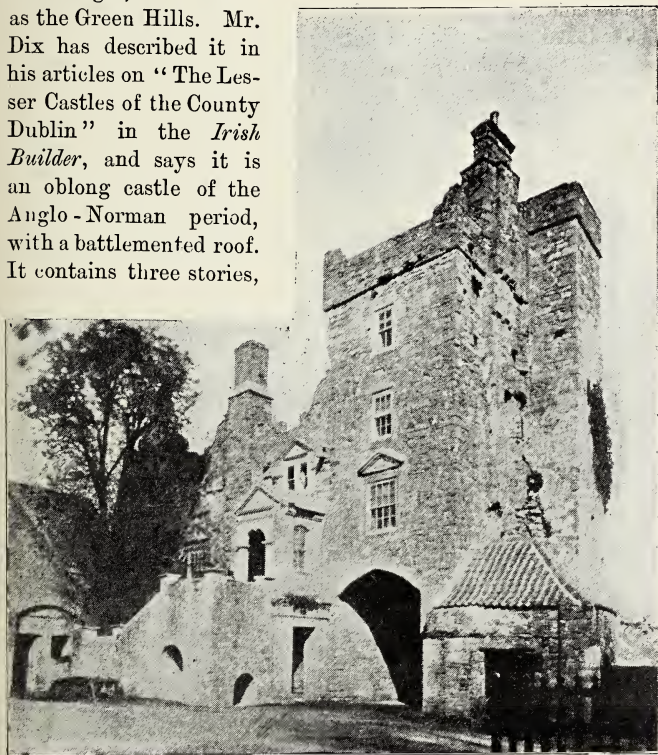 as the Green Hills. Mr.
Dix has described it in
his articles on “ The Les-
ser Castles of the County
Dublin” in the Irish
Builder, and says it is
an oblong castle of the
Anglo-Norman period,
with a battlemented roof.
It contains three stories,